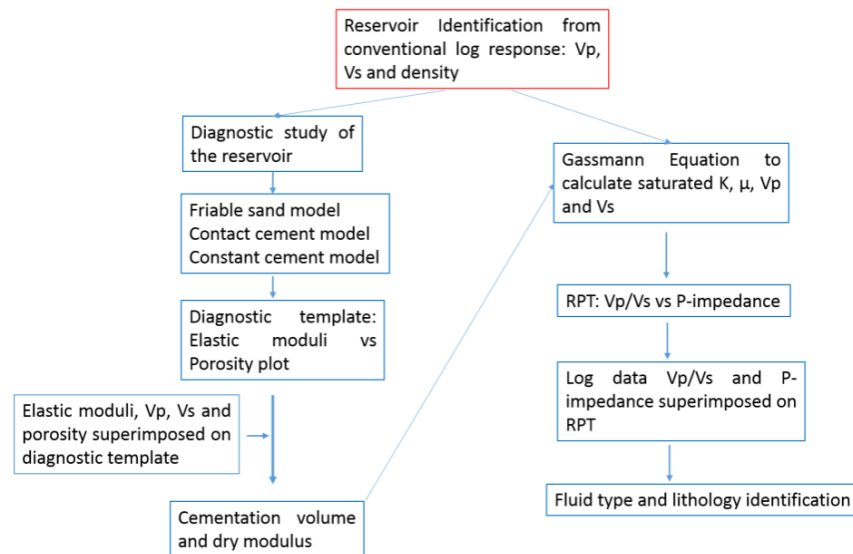 Reservoir Identification from
conventional log response: Vp,
Vs and density
Diagnostic study of
the reservoir
Friable sand model
Contact cement model
Constant cement model
Diagnostic template:
Elastic moduli vs
Porosity plot
Elastic moduli, Vp, Vs and
porosity superimposed on
diagnostic template
Cementation volume
and dry modulus
Gassmann Equation to
calculate saturated K, μ, Vp
and Vs
RPT: Vp/Vs vs P-impedance
Log data Vp/Vs and P-
impedance superimposed on
RPT
Fluid type and lithology identification